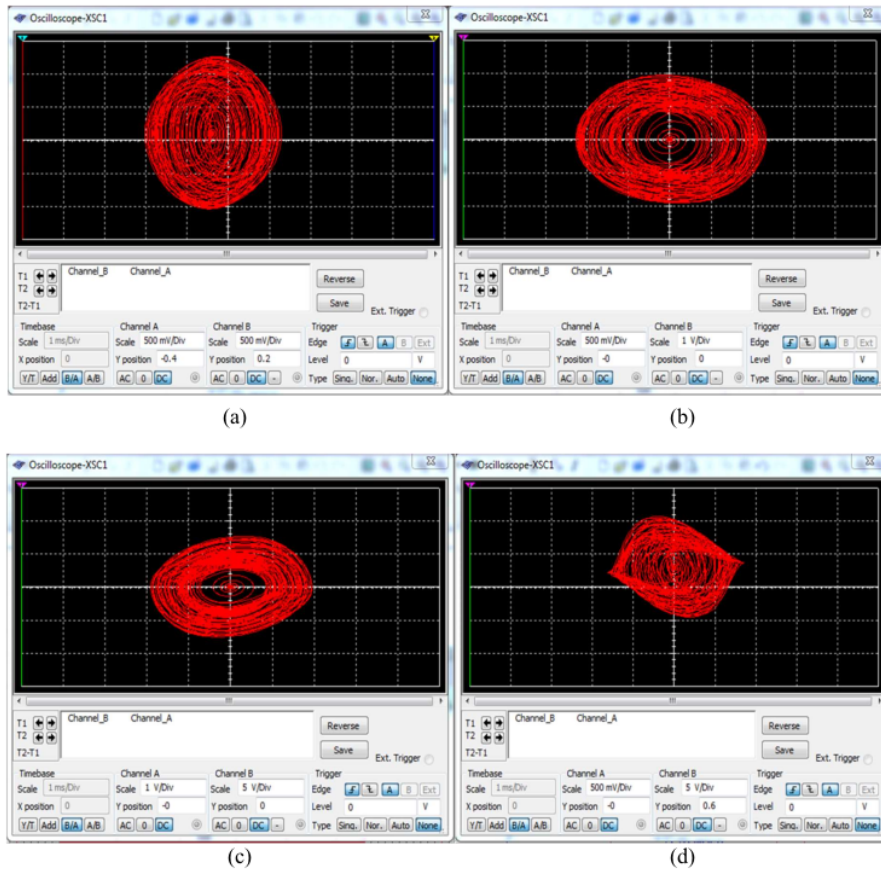 Oscilloscope-XSC1
Channel_B Channel_A
T1
T2
T2-T1
Reverse
Save
Ext. Trigger
Timebase Channel A Channel B Trigger
Scale 1 ms/Div Scale 500 mV/Div Scale 500 mV/Div Edge A B Ext
X position 0 Y position -0.4 Y position 0.2 Level 0 V
Y/T Add B/A A/B AC 0 DC AC 0 DC - Type Sing. Nor. Auto None
(a)
Oscilloscope-XSC1
Channel_B Channel_A
T1
T2
T2-T1
Reverse
Save
Ext. Trigger
Timebase Channel A Channel B Trigger
Scale 1 ms/Div Scale 500 mV/Div Scale 1 V/Div Edge A B Ext
X position 0 Y position -0 Y position 0 Level 0 V
Y/T Add B/A A/B AC 0 DC AC 0 DC - Type Sing. Nor. Auto None
(b)
Oscilloscope-XSC1
Channel_B Channel_A
T1
T2
T2-T1
Reverse
Save
Ext. Trigger
Timebase Channel A Channel B Trigger
Scale 1 ms/Div Scale 1 V/Div Scale 5 V/Div Edge A B Ext
X position 0 Y position -0 Y position 0 Level 0 V
Y/T Add B/A A/B AC 0 DC AC 0 DC - Type Sing. Nor. Auto None
(c)
Oscilloscope-XSC1
Channel_B Channel_A
T1
T2
T2-T1
Reverse
Save
Ext. Trigger
Timebase Channel A Channel B Trigger
Scale 1 ms/Div Scale 500 mV/Div Scale 5 V/Div Edge A B Ext
X position 0 Y position -0 Y position 0.6 Level 0 V
Y/T Add B/A A/B AC 0 DC AC 0 DC - Type Sing. Nor. Auto None
(d)